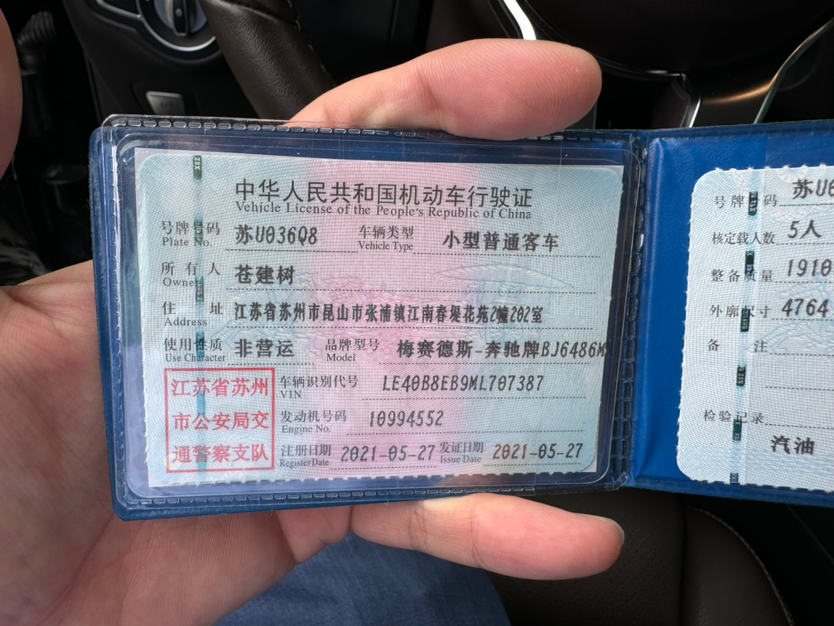 中华人民共和国机动车行驶证
Vehicle License of the People's Republic of China
号牌号码 苏U036Q8 车辆类型 小型普通客车
Plate No. Vehicle Type
所有人 苍建树
Owner
住址 江苏省苏州市昆山市张浦镇江南春堤花苑2幢202室
Address
使用性质 非营运 品牌型号 梅赛德斯-奔驰牌BJ6486M
Use Character Model
江苏省苏州
市公安局交
通警察支队
车辆识别代号 LE40B8EB9ML707387
VIN
发动机号码 10994552
Engine No.
注册日期 2021-05-27 发证日期 2021-05-27
Register Date Issue Date
号牌号码 苏U0
核定载人数 5人
整备质量 1910
外廓尺寸 4764
备注
检验记录
汽油